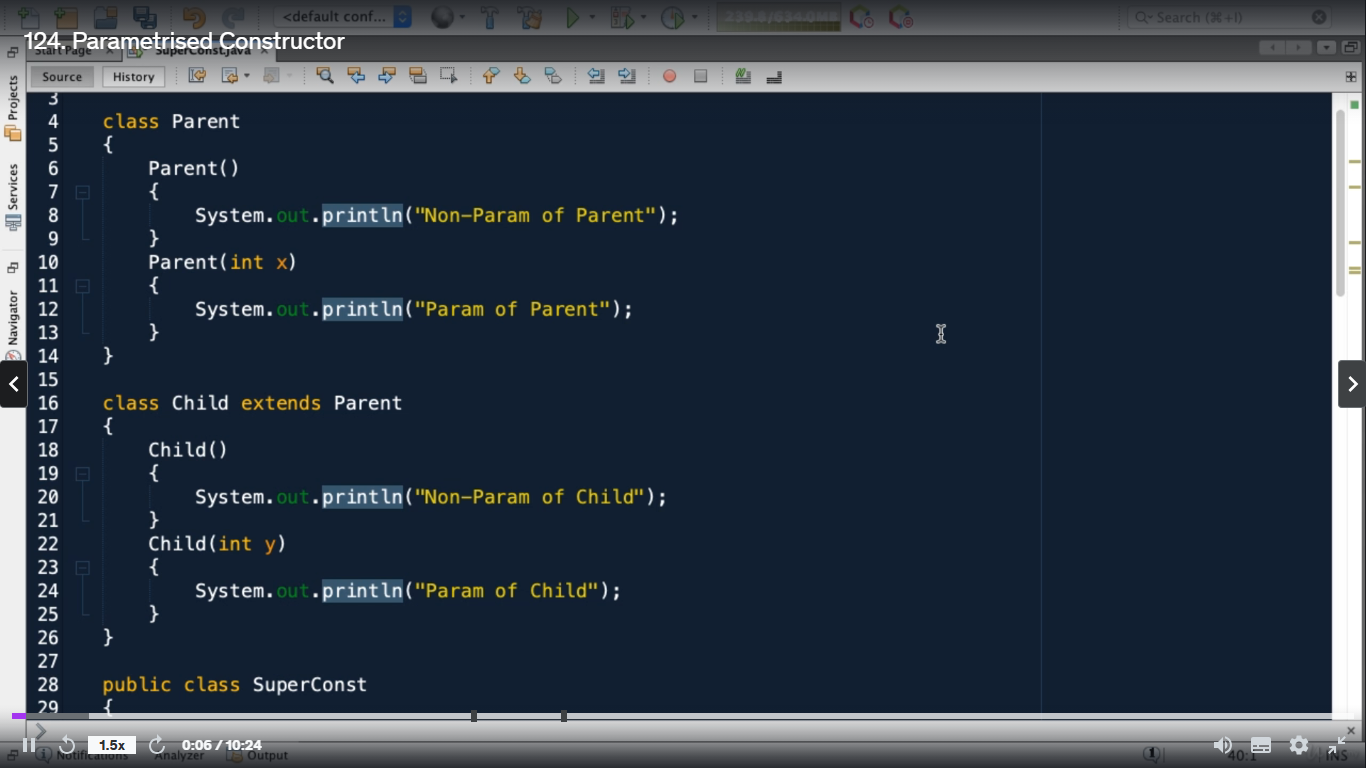 <default conf...
Search (⌘+I)
124. Parametrised Constructor
Start Page
SuperConst.java
Source
History
Projects
Services
Navigator
3
4 class Parent
5 {
6 Parent()
7 {
8 System.out.println("Non-Param of Parent");
9 }
10 Parent(int x)
11 {
12 System.out.println("Param of Parent");
13 }
14 }
15
16 class Child extends Parent
17 {
18 Child()
19 {
20 System.out.println("Non-Param of Child");
21 }
22 Child(int y)
23 {
24 System.out.println("Param of Child");
25 }
26 }
27
28 public class SuperConst
29 {
1.5x
0:06 / 10:24
Notifications
Analyzer
Output
1
40:1
INS